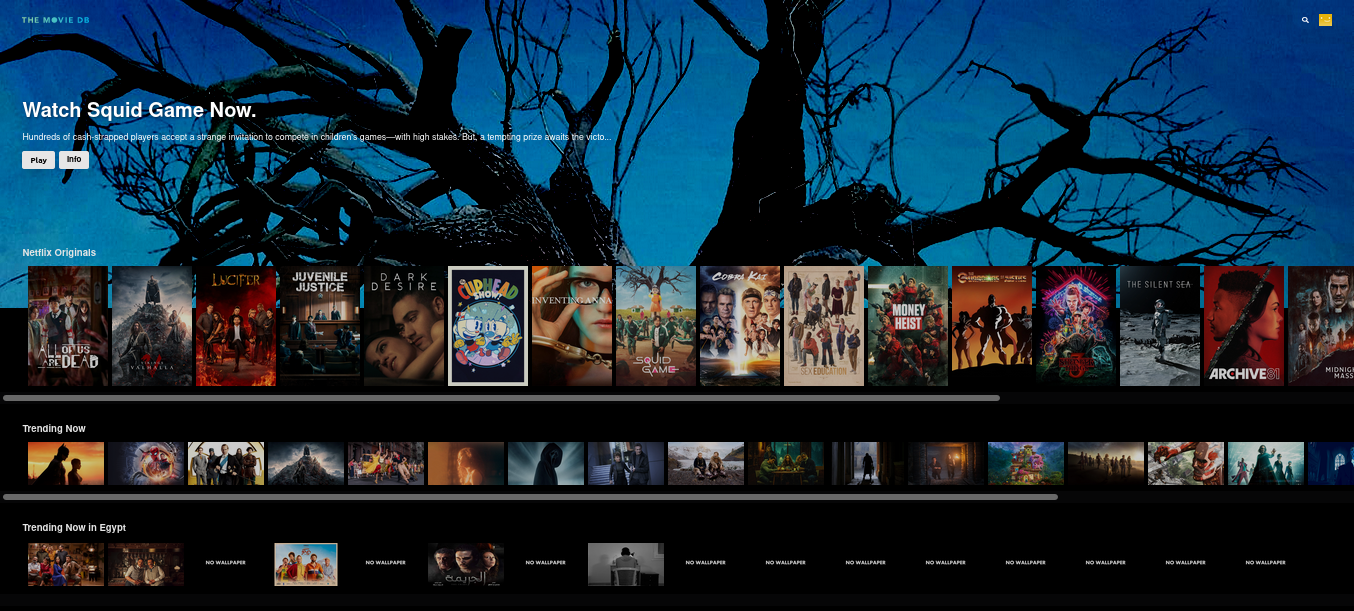 THE MOVIE DB
Watch Squid Game Now.
Hundreds of cash-strapped players accept a strange invitation to compete in children's games—with high stakes. But, a tempting prize awaits the victo...
Play
Info
Netflix Originals
ALL OF US ARE DEAD
VIKINGS VALHALLA
LUCIFER
JUVENILE JUSTICE
DARK DESIRE
THE CUPHEAD SHOW!
INVENTING ANNA
SQUID GAME
COBRA KAI
SEX EDUCATION
MONEY HEIST
THE SILENT SEA
ARCHIVE 81
MIDNIGH
MASS
Trending Now
Trending Now in Egypt
NO WALLPAPER
NO WALLPAPER
الجريمة
NO WALLPAPER
NO WALLPAPER
NO WALLPAPER
NO WALLPAPER
NO WALLPAPER
NO WALLPAPER
NO WALLPAPER
NO WALLPAPER
NO WALLPAPER